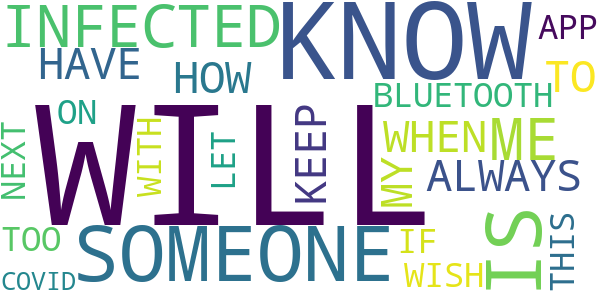 INFECTED
KNOW
APP
HAVE
HOW
TO
BLUETOOTH
ON
WILL
NEXT
WITH
LET
KEEP
WHEN
ME
MY
ALWAYS
TOO
SOMEONE
IF
IS
THIS
COVID
WISH